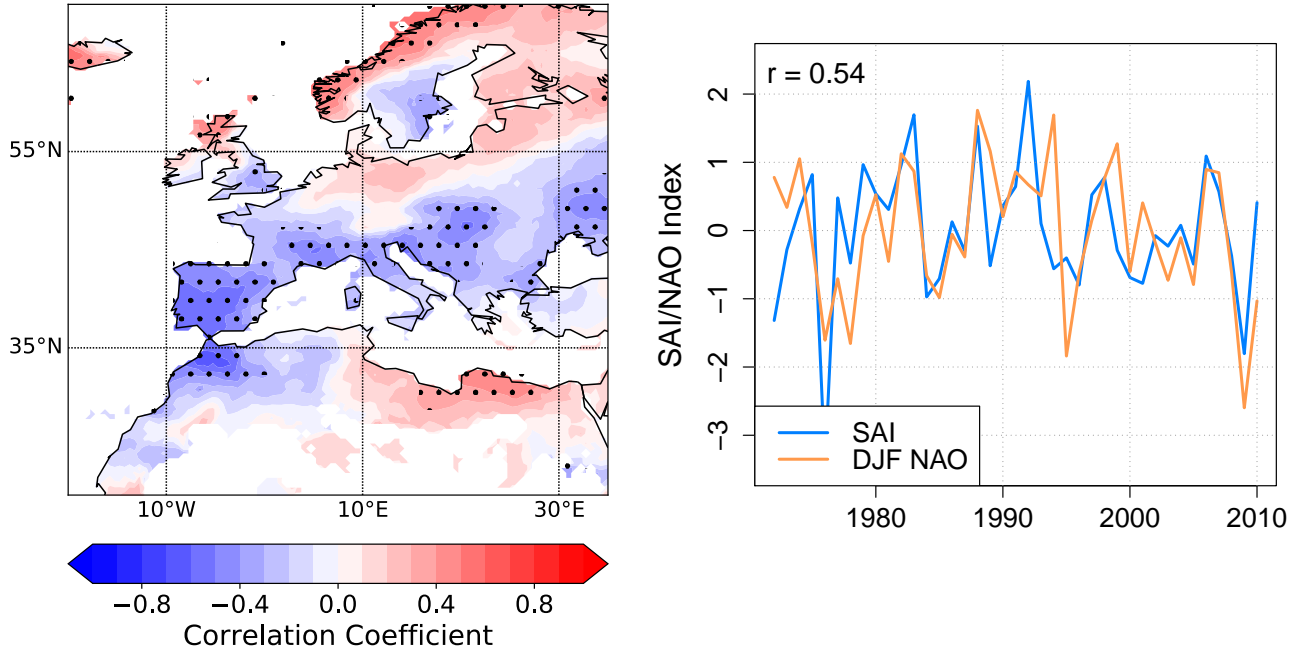 55°N
35°N
10°W 10°E 30°E
−0.8 −0.4 0.0 0.4 0.8
Correlation Coefficient
r = 0.54
SAI/NAO Index
2
1
0
−1
−2
−3
SAI
DJF NAO
1980 1990 2000 2010